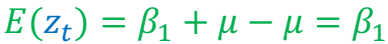 E(z_t) = β_1 + μ − μ = β_1